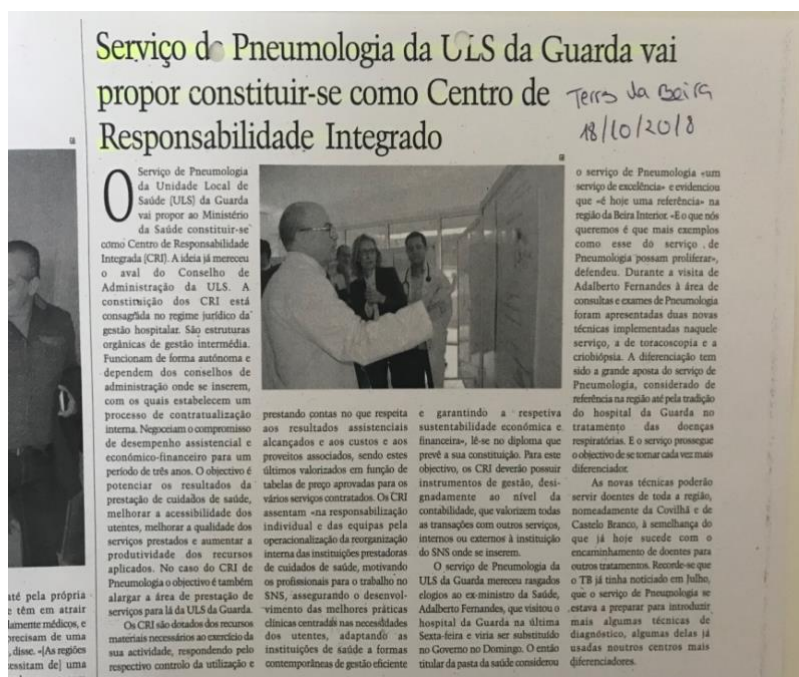 Serviço de Pneumologia da ULS da Guarda vai
propor constituir-se como Centro de
Responsabilidade Integrado
Terras da Beira
18/10/2018
O Serviço de Pneumologia
da Unidade Local de
Saúde (ULS) da Guarda
vai propor ao Ministério
da Saúde constituir-se
como Centro de Responsabilidade
Integrada (CRI). A ideia já mereceu
o aval do Conselho de
Administração da ULS. A
constituição dos CRI está
consagrada no regime jurídico da
gestão hospitalar. São estruturas
orgânicas de gestão intermédia.
Funcionam de forma autónoma e
dependem dos conselhos de
administração onde se inserem,
com os quais estabelecem um
processo de contratualização
interna. Negoceiam o compromisso
de desempenho assistencial e
económico-financeiro para um
período de três anos. O objectivo é
potenciar os resultados da
prestação de cuidados de saúde,
melhorar a acessibilidade dos
utentes, melhorar a qualidade dos
serviços prestados e aumentar a
produtividade dos recursos
aplicados. No caso do CRI de
Pneumologia o objectivo é também
alargar a área de prestação de
serviços para lá da ULS da Guarda.
Os CRI são dotados dos recursos
materiais necessários ao exercício da
sua actividade, respondendo pelo
respectivo controlo da utilização e
prestando contas no que respeita
aos resultados assistenciais
alcançados e aos custos e aos
proveitos associados, sendo estes
últimos valorizados em função de
tabelas de preço aprovadas para os
vários serviços contratados. Os CRI
assentam «na responsabilização
individual e das equipas pela
operacionalização da reorganização
interna das instituições prestadoras
de cuidados de saúde, motivando
os profissionais para o trabalho no
SNS, assegurando o desenvol-
vimento das melhores práticas
clínicas centradas nas necessidades
dos utentes, adaptando as
instituições de saúde a formas
contemporâneas de gestão eficiente
e garantindo a respetiva
sustentabilidade económica e
financeira», lê-se no diploma que
prevê a sua constituição. Para este
objectivo, os CRI deverão possuir
instrumentos de gestão, desi-
gnadamente ao nível da
contabilidade, que valorizem todas
as transações com outros serviços,
internos ou externos à instituição
do SNS onde se inserem.
O serviço de Pneumologia da
ULS da Guarda mereceu rasgados
elogios ao ex-ministro da Saúde,
Adalberto Fernandes, que visitou o
hospital da Guarda na última
Sexta-feira e viria ser substituído
no Governo no Domingo. O então
titular da pasta da saúde considerou
o serviço de Pneumologia «um
serviço de excelência» e evidenciou
que «é hoje uma referência» na
região da Beira Interior. «E o que nós
queremos é que mais exemplos
como esse do serviço de
Pneumologia possam proliferar»,
defendeu. Durante a visita de
Adalberto Fernandes à área de
consultas e exames de Pneumologia
foram apresentadas duas novas
técnicas implementadas naquele
serviço, a de toracoscopia e a
criobiópsia. A diferenciação tem
sido a grande aposta do serviço de
Pneumologia, considerado de
referência na região até pela tradição
do hospital da Guarda no
tratamento das doenças
respiratórias. E o serviço prossegue
o objectivo de se tornar cada vez mais
diferenciador.
As novas técnicas poderão
servir doentes de toda a região,
nomeadamente da Covilhã e de
Castelo Branco, à semelhança do
que já hoje sucede com o
encaminhamento de doentes para
outros tratamentos. Recorde-se que
o TB já tinha noticiado em Julho,
que o serviço de Pneumologia se
estava a preparar para introduzir
mais algumas técnicas de
diagnóstico, algumas delas já
usadas noutros centros mais
diferenciadores.
até pela própria
e têm em atrair
lamente médicos, e
precisam de uma
, disse. «[As regiões
essitam de] uma